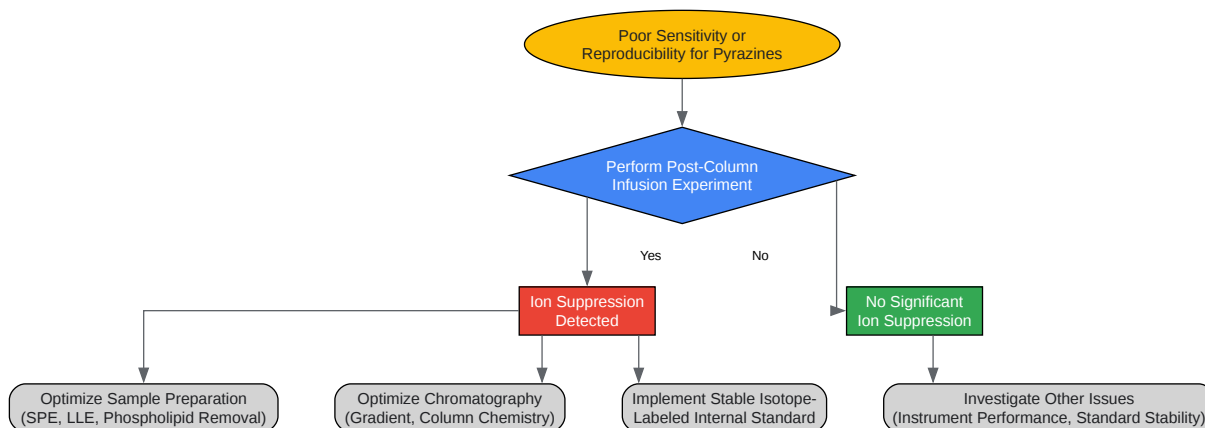 Poor Sensitivity or
Reproducibility for Pyrazines
Perform Post-Column
Infusion Experiment
Yes
No
Ion Suppression
Detected
No Significant
Ion Suppression
Optimize Sample Preparation
(SPE, LLE, Phospholipid Removal)
Optimize Chromatography
(Gradient, Column Chemistry)
Implement Stable Isotope-
Labeled Internal Standard
Investigate Other Issues
(Instrument Performance, Standard Stability)